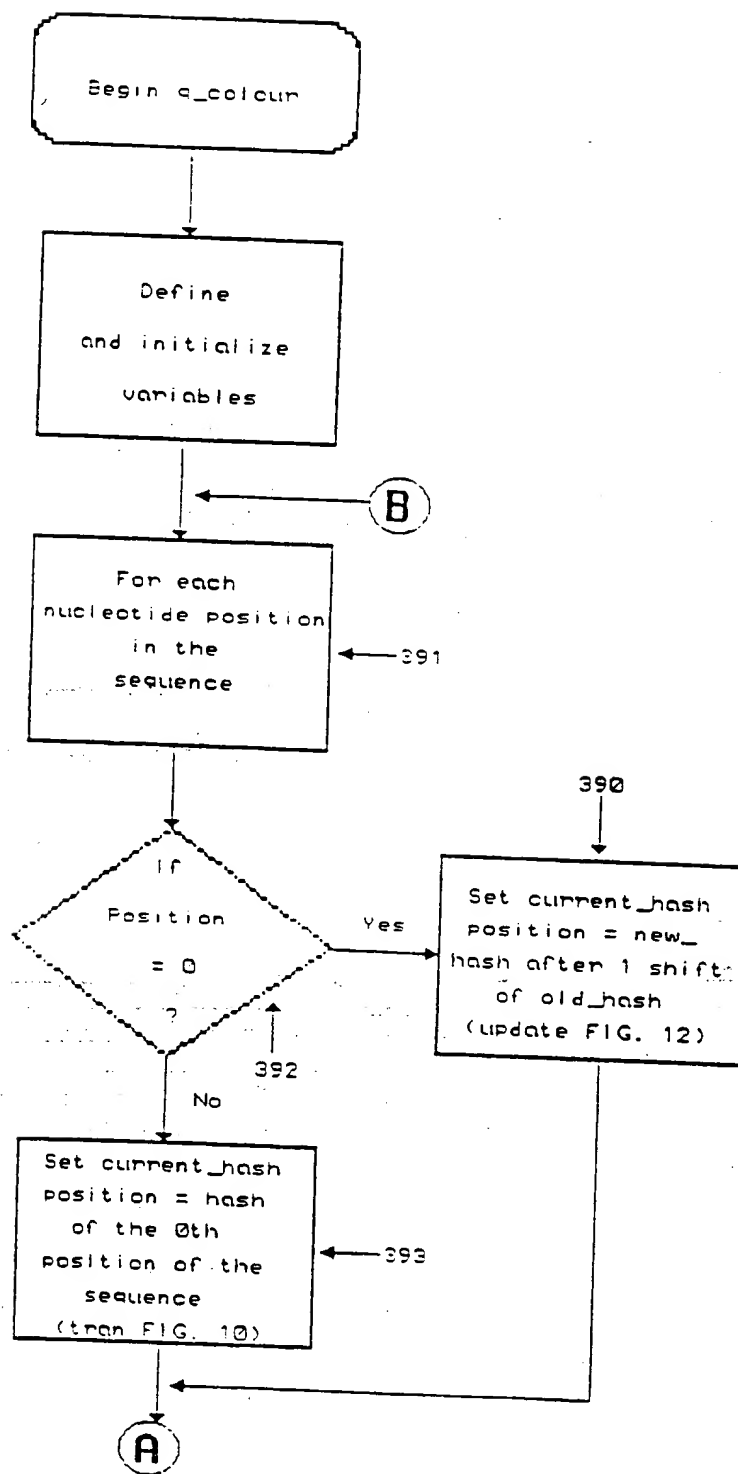 Begin q_colour
Define
and initialize
variables
B
For each
nucleotide position
in the
sequence
391
390
If
Position
= 0
?
Yes
392
No
Set current_hash
position = new_
hash after 1 shift
of old_hash
(update FIG. 12)
Set current_hash
position = hash
of the 0th
position of the
sequence
(tran FIG. 10)
393
A